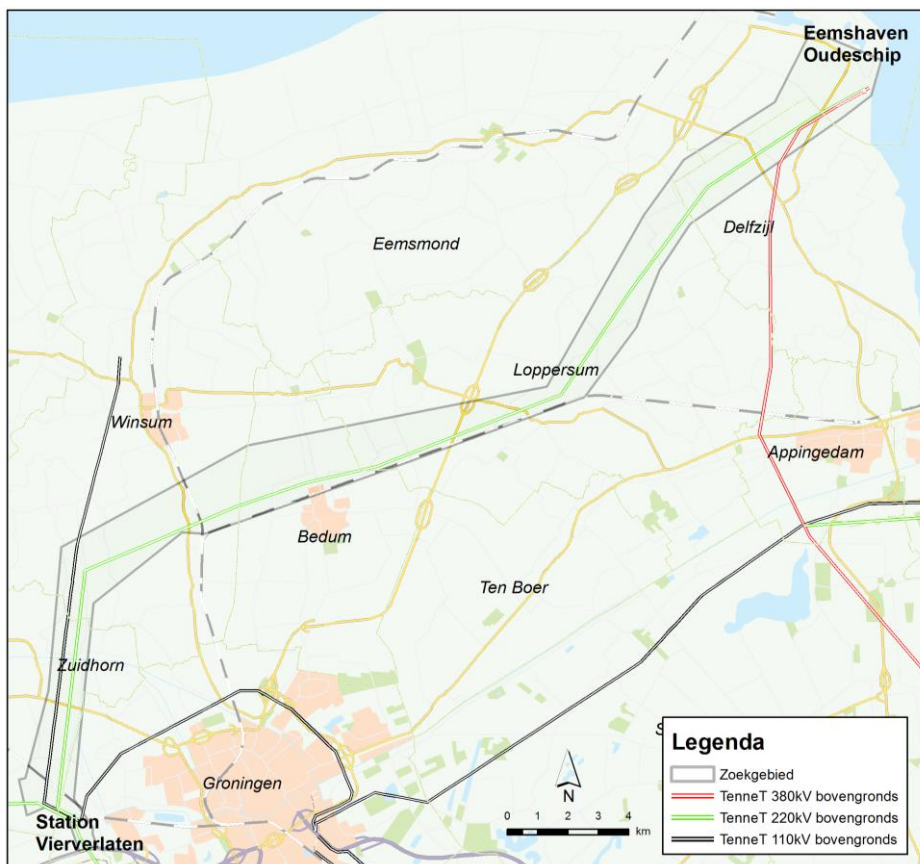 Eemshaven
Oudeschip
Delfzijl
Eemsmond
Loppersum
Winsum
Appingedam
Bedum
Ten Boer
Zuidhorn
S
Groningen
Station
Vierverlaten
N
0 1 2 3 4
km
Legenda
Zoekgebied
TenneT 380kV bovengronds
TenneT 220kV bovengronds
TenneT 110kV bovengronds